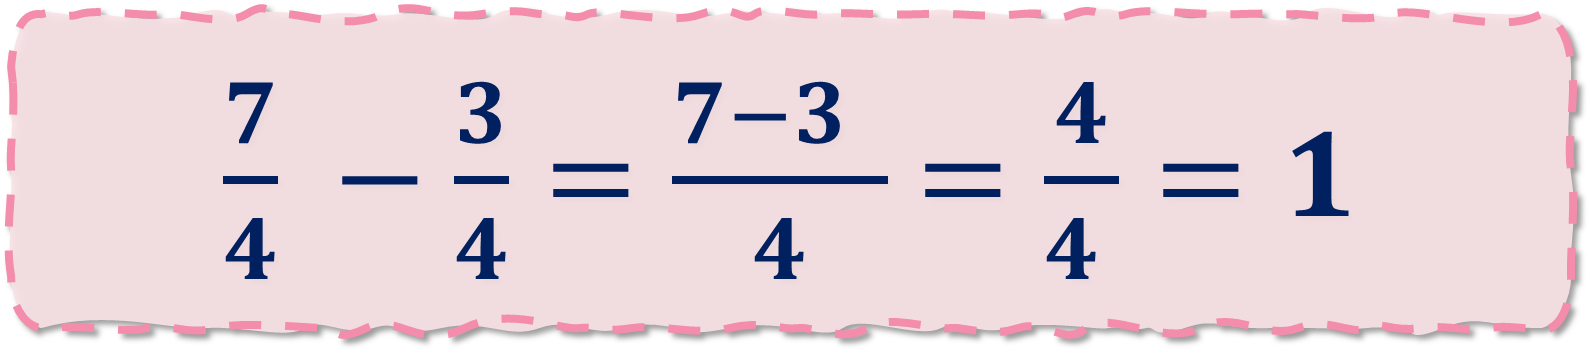 7/4 − 3/4 = 7−3/4 = 4/4 = 1